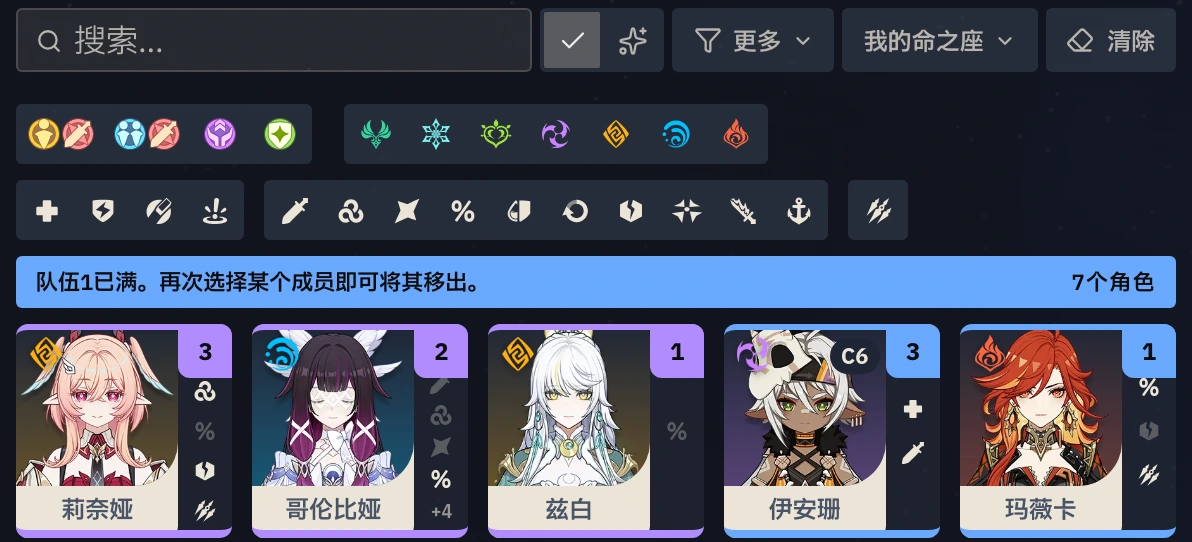 搜索...
更多
我的命之座
清除
队伍1已满。再次选择某个成员即可将其移出。
7个角色
3
2
1
C6
3
1
+4
莉奈娅
哥伦比娅
兹白
伊安珊
玛薇卡